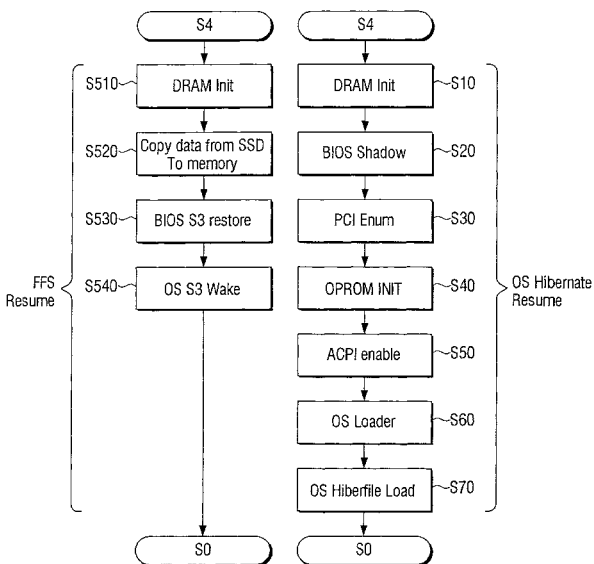 S4
S4
S510
DRAM Init
DRAM Init
S10
S520
Copy data from SSD
To memory
BIOS Shadow
S20
S530
BIOS S3 restore
PCI Enum
S30
FFS
Resume
S540
OS S3 Wake
OPROM INIT
S40
OS Hibernate
Resume
ACPI enable
S50
OS Loader
S60
OS Hiberfile Load
S70
S0
S0